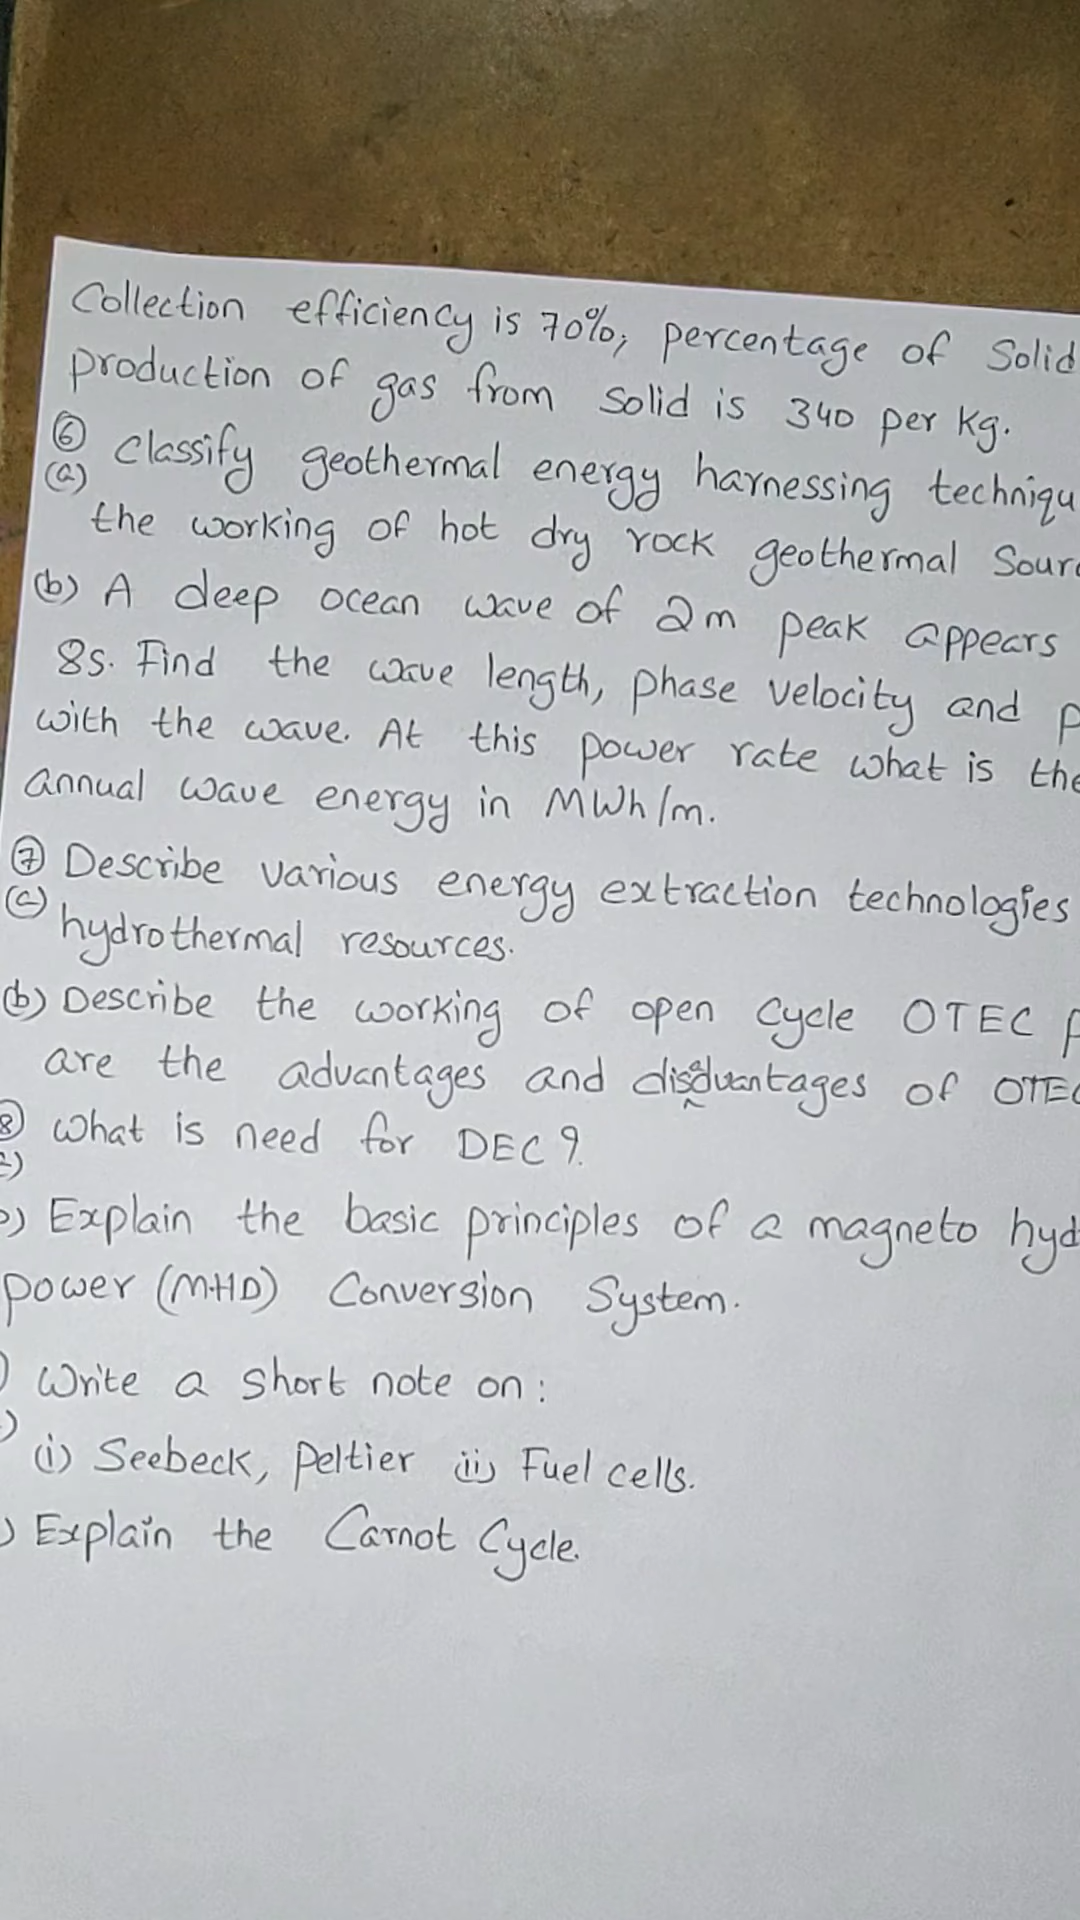 Collection efficiency is 70%, percentage of Solid
production of gas from Solid is 340 per kg.
⑥ Classify geothermal energy harnessing techniqu
(a)
the working of hot dry rock geothermal Sour
(b) A deep ocean wave of 2m peak appears
8s. Find the wave length, phase velocity and p
with the wave. At this power rate what is the
annual wave energy in MWh/m.
⑦ Describe various energy extraction technologies
hydrothermal resources.
(b) Describe the working of open cycle OTEC p
are the advantages and disadvantages of OTEC
⑧ What is need for DEC?
Explain the basic principles of a magneto hyd
power (MHD) Conversion System.
Write a short note on:
(i) Seebeck, Peltier ii) Fuel cells.
Explain the Carnot Cycle.